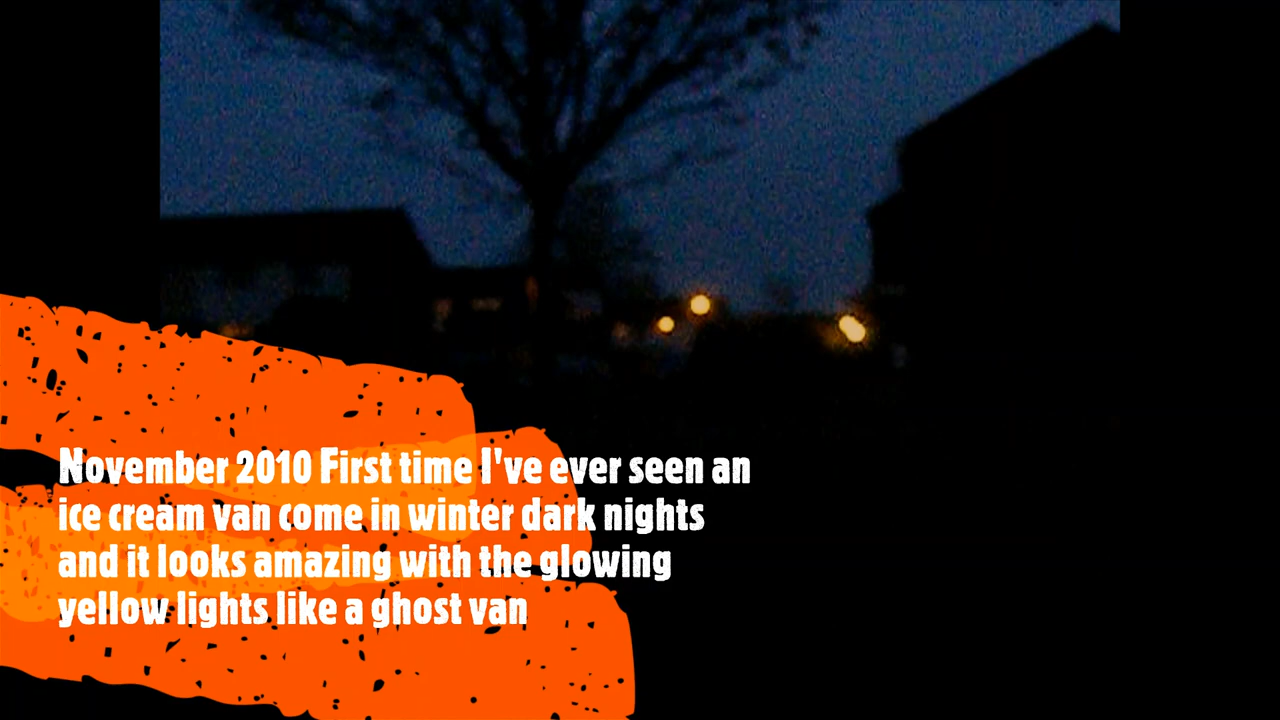 November 2010 First time I've ever seen an
ice cream van come in winter dark nights
and it looks amazing with the glowing
yellow lights like a ghost van